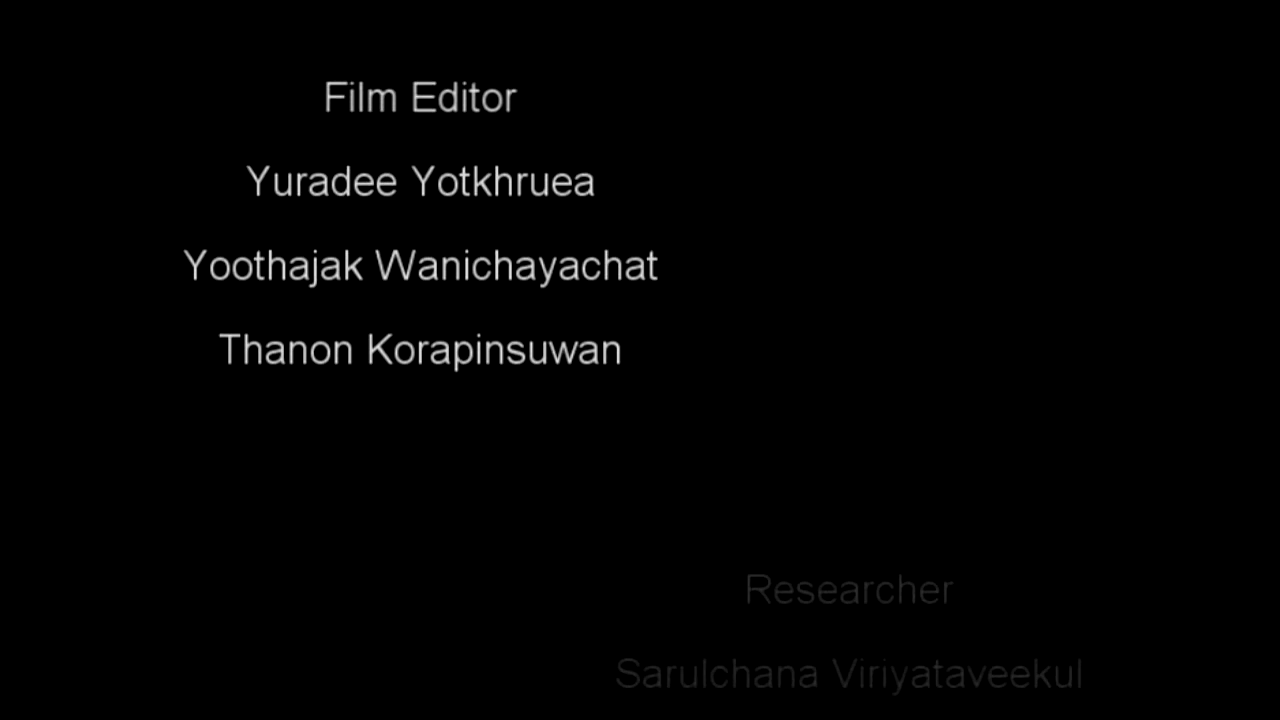 Film Editor
Yuradee Yotkhruea
Yoothajak Wanichayachat
Thanon Korapinsuwan
Researcher
Sarulchana Viriyataveekul